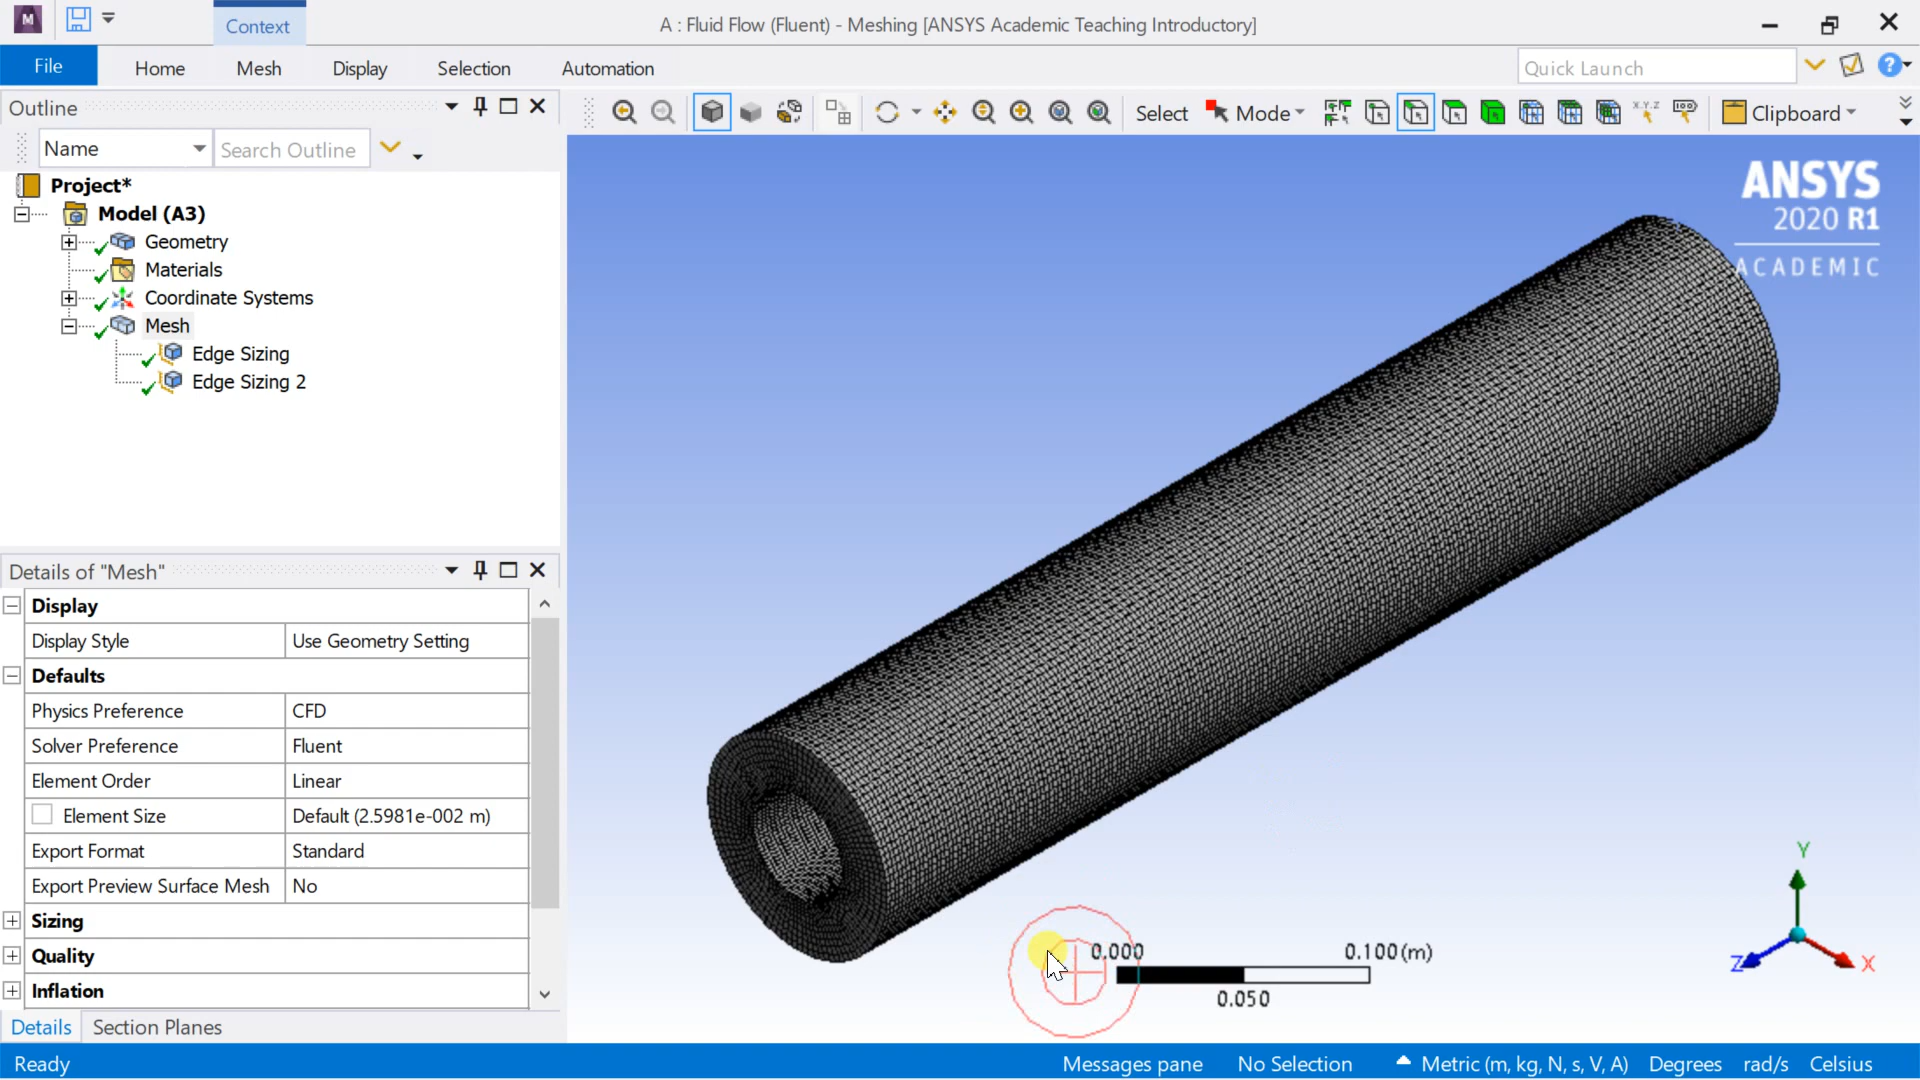 M
Context
A : Fluid Flow (Fluent) - Meshing [ANSYS Academic Teaching Introductory]
File
Home
Mesh
Display
Selection
Automation
Quick Launch
?
Outline
Select
Mode
X,Y,Z
Clipboard
Name
Search Outline
Project*
Model (A3)
Geometry
Materials
Coordinate Systems
Mesh
Edge Sizing
Edge Sizing 2
ANSYS
2020 R1
ACADEMIC
Details of "Mesh"
Display
Display Style
Use Geometry Setting
Defaults
Physics Preference
CFD
Solver Preference
Fluent
Element Order
Linear
Element Size
Default (2.5981e-002 m)
Export Format
Standard
Export Preview Surface Mesh
No
Sizing
Quality
Inflation
Details
Section Planes
0.000
0.100(m)
0.050
Y
Z
X
Ready
Messages pane
No Selection
Metric (m, kg, N, s, V, A)
Degrees
rad/s
Celsius